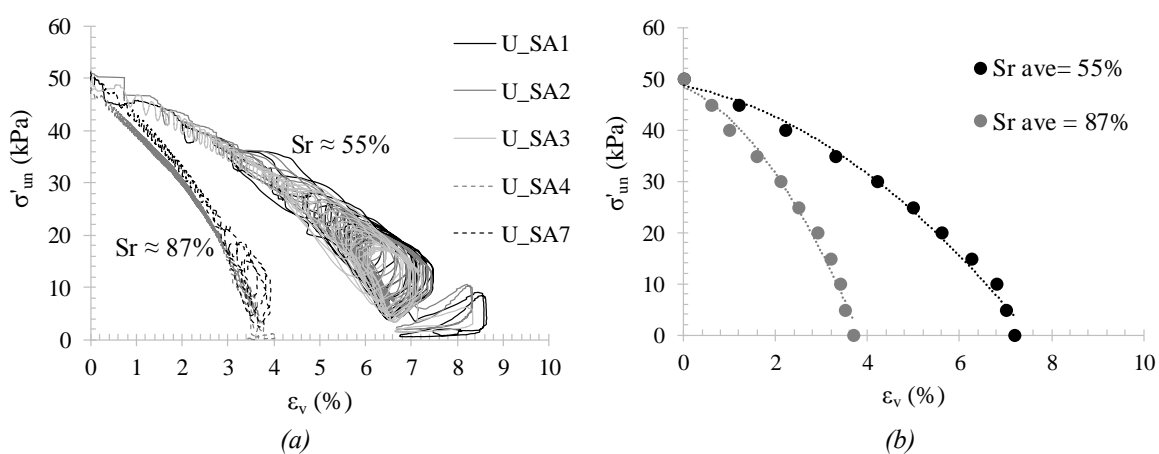 60
50
40
30
20
10
0
σ'un (kPa)
0 1 2 3 4 5 6 7 8 9 10
εv (%)
Sr ≈ 55%
Sr ≈ 87%
U_SA1
U_SA2
U_SA3
U_SA4
U_SA7
(a)
60
50
40
30
20
10
0
σ'un (kPa)
0 2 4 6 8 10
εv (%)
Sr ave= 55%
Sr ave = 87%
(b)